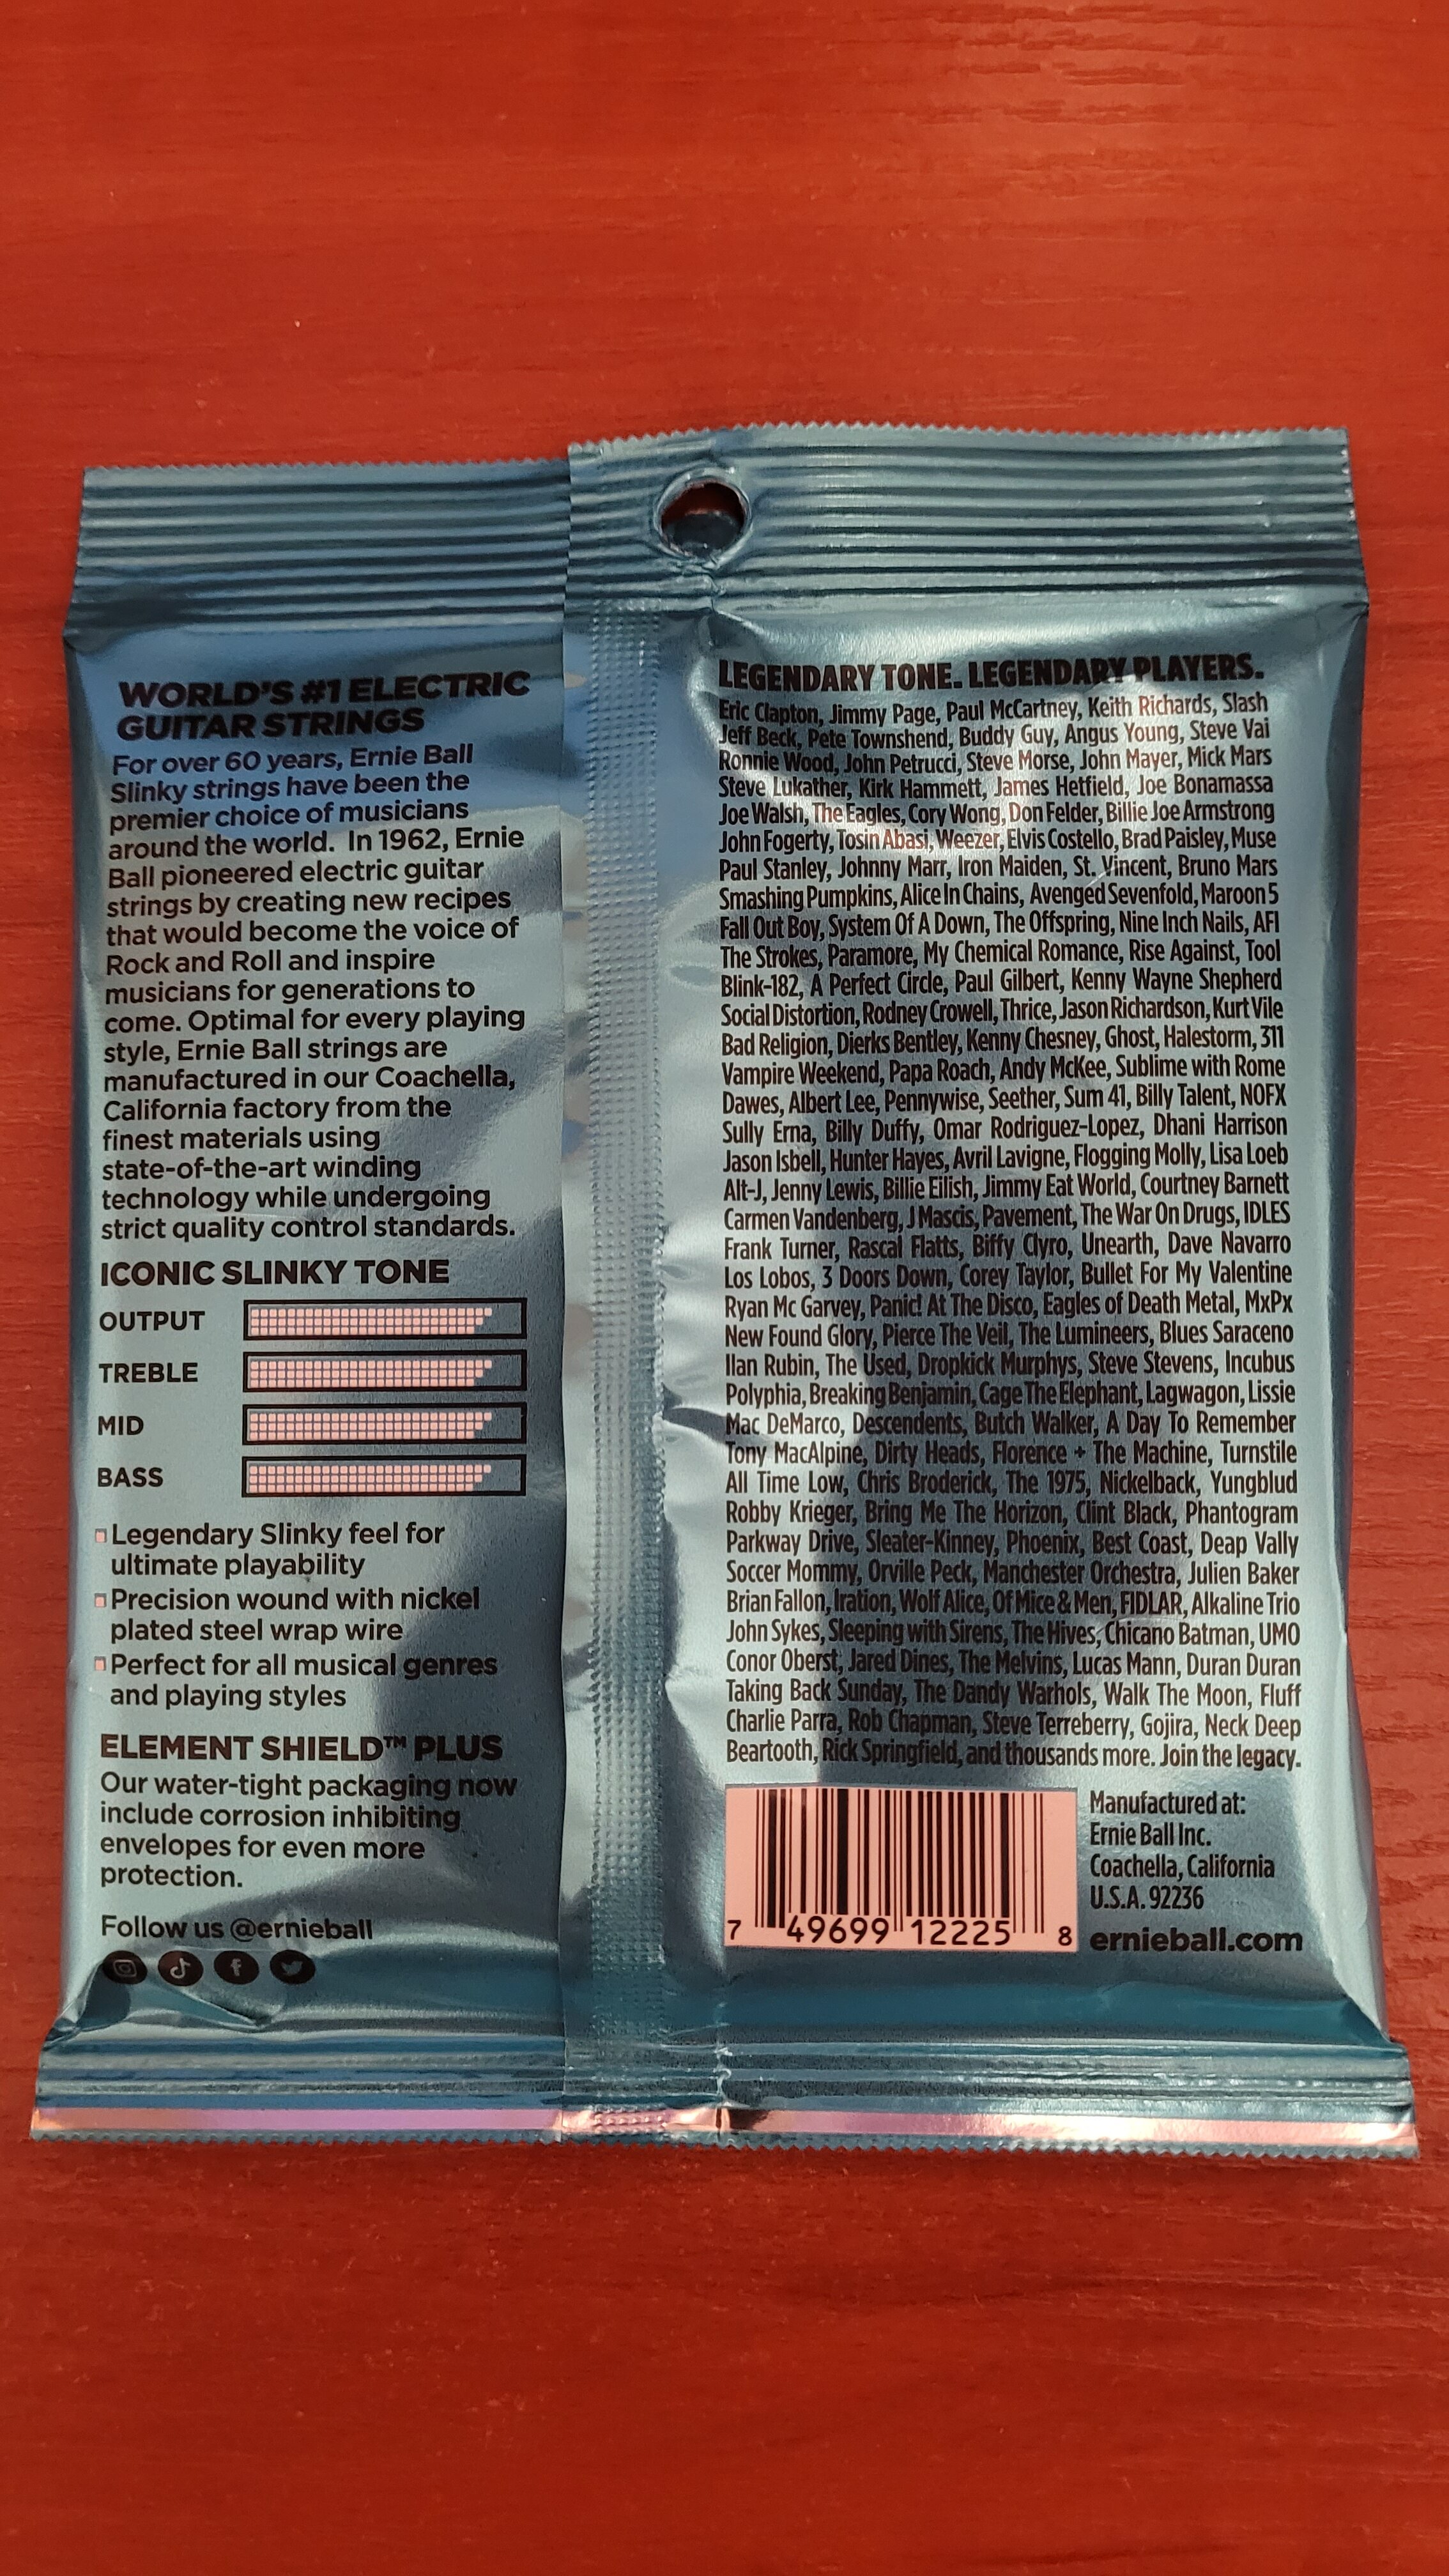 WORLD'S #1 ELECTRIC
GUITAR STRINGS
For over 60 years, Ernie Ball
Slinky strings have been the
premier choice of musicians
around the world. In 1962, Ernie
Ball pioneered electric guitar
strings by creating new recipes
that would become the voice of
Rock and Roll and inspire
musicians for generations to
come. Optimal for every playing
style, Ernie Ball strings are
manufactured in our Coachella,
California factory from the
finest materials using
state-of-the-art winding
technology while undergoing
strict quality control standards.
ICONIC SLINKY TONE
OUTPUT
TREBLE
MID
BASS
Legendary Slinky feel for
ultimate playability
Precision wound with nickel
plated steel wrap wire
Perfect for all musical genres
and playing styles
ELEMENT SHIELD™ PLUS
Our water-tight packaging now
include corrosion inhibiting
envelopes for even more
protection.
Follow us @ernieball
LEGENDARY TONE. LEGENDARY PLAYERS.
Eric Clapton, Jimmy Page, Paul McCartney, Keith Richards, Slash
Jeff Beck, Pete Townshend, Buddy Guy, Angus Young, Steve Vai
Ronnie Wood, John Petrucci, Steve Morse, John Mayer, Mick Mars
Steve Lukather, Kirk Hammett, James Hetfield, Joe Bonamassa
Joe Walsh, The Eagles, Cory Wong, Don Felder, Billie Joe Armstrong
John Fogerty, Tosin Abasi, Weezer, Elvis Costello, Brad Paisley, Muse
Paul Stanley, Johnny Marr, Iron Maiden, St. Vincent, Bruno Mars
Smashing Pumpkins, Alice In Chains, Avenged Sevenfold, Maroon 5
Fall Out Boy, System Of A Down, The Offspring, Nine Inch Nails, AFI
The Strokes, Paramore, My Chemical Romance, Rise Against, Tool
Blink-182, A Perfect Circle, Paul Gilbert, Kenny Wayne Shepherd
Social Distortion, Rodney Crowell, Thrice, Jason Richardson, Kurt Vile
Bad Religion, Dierks Bentley, Kenny Chesney, Ghost, Halestorm, 311
Vampire Weekend, Papa Roach, Andy McKee, Sublime with Rome
Dawes, Albert Lee, Pennywise, Seether, Sum 41, Billy Talent, NOFX
Sully Erna, Billy Duffy, Omar Rodriguez-Lopez, Dhani Harrison
Jason Isbell, Hunter Hayes, Avril Lavigne, Flogging Molly, Lisa Loeb
Alt-J, Jenny Lewis, Billie Eilish, Jimmy Eat World, Courtney Barnett
Carmen Vandenberg, J Mascis, Pavement, The War On Drugs, IDLES
Frank Turner, Rascal Flatts, Biffy Clyro, Unearth, Dave Navarro
Los Lobos, 3 Doors Down, Corey Taylor, Bullet For My Valentine
Ryan Mc Garvey, Panic! At The Disco, Eagles of Death Metal, MxPx
New Found Glory, Pierce The Veil, The Lumineers, Blues Saraceno
Ilan Rubin, The Used, Dropkick Murphys, Steve Stevens, Incubus
Polyphia, Breaking Benjamin, Cage The Elephant, Lagwagon, Lissie
Mac DeMarco, Descendents, Butch Walker, A Day To Remember
Tony MacAlpine, Dirty Heads, Florence + The Machine, Turnstile
All Time Low, Chris Broderick, The 1975, Nickelback, Yungblud
Robby Krieger, Bring Me The Horizon, Clint Black, Phantogram
Parkway Drive, Sleater-Kinney, Phoenix, Best Coast, Deap Vally
Soccer Mommy, Orville Peck, Manchester Orchestra, Julien Baker
Brian Fallon, Iration, Wolf Alice, Of Mice & Men, FIDLAR, Alkaline Trio
John Sykes, Sleeping with Sirens, The Hives, Chicano Batman, UMO
Conor Oberst, Jared Dines, The Melvins, Lucas Mann, Duran Duran
Taking Back Sunday, The Dandy Warhols, Walk The Moon, Fluff
Charlie Parra, Rob Chapman, Steve Terreberry, Gojira, Neck Deep
Beartooth, Rick Springfield, and thousands more. Join the legacy.
7 49699 12225 8
Manufactured at:
Ernie Ball Inc.
Coachella, California
U.S.A. 92236
ernieball.com